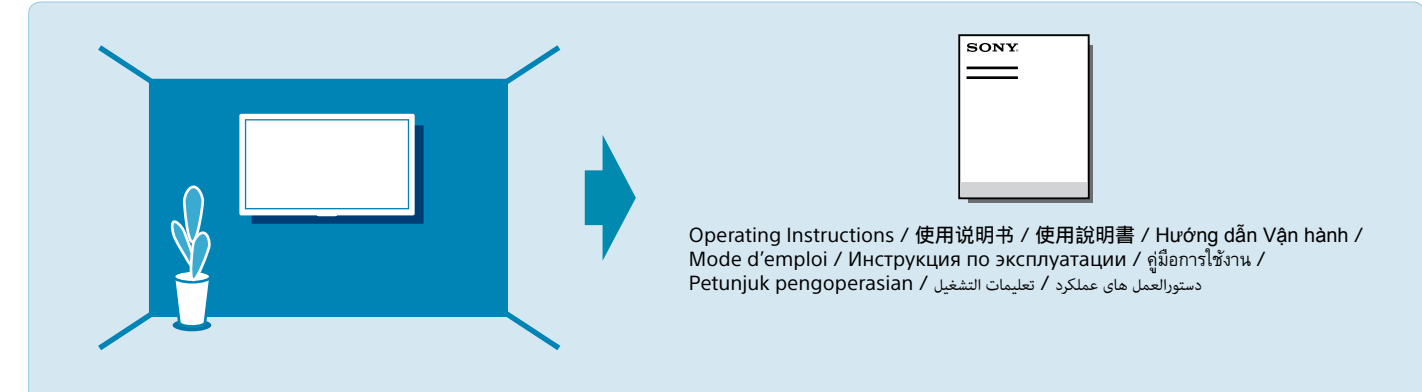 SONY
Operating Instructions / 使用说明书 / 使用說明書 / Hướng dẫn Vận hành /
Mode d'emploi / Инструкция по эксплуатации / คู่มือการใช้งาน /
Petunjuk pengoperasian / تعليمات التشغيل / دستورالعمل های عملکرد